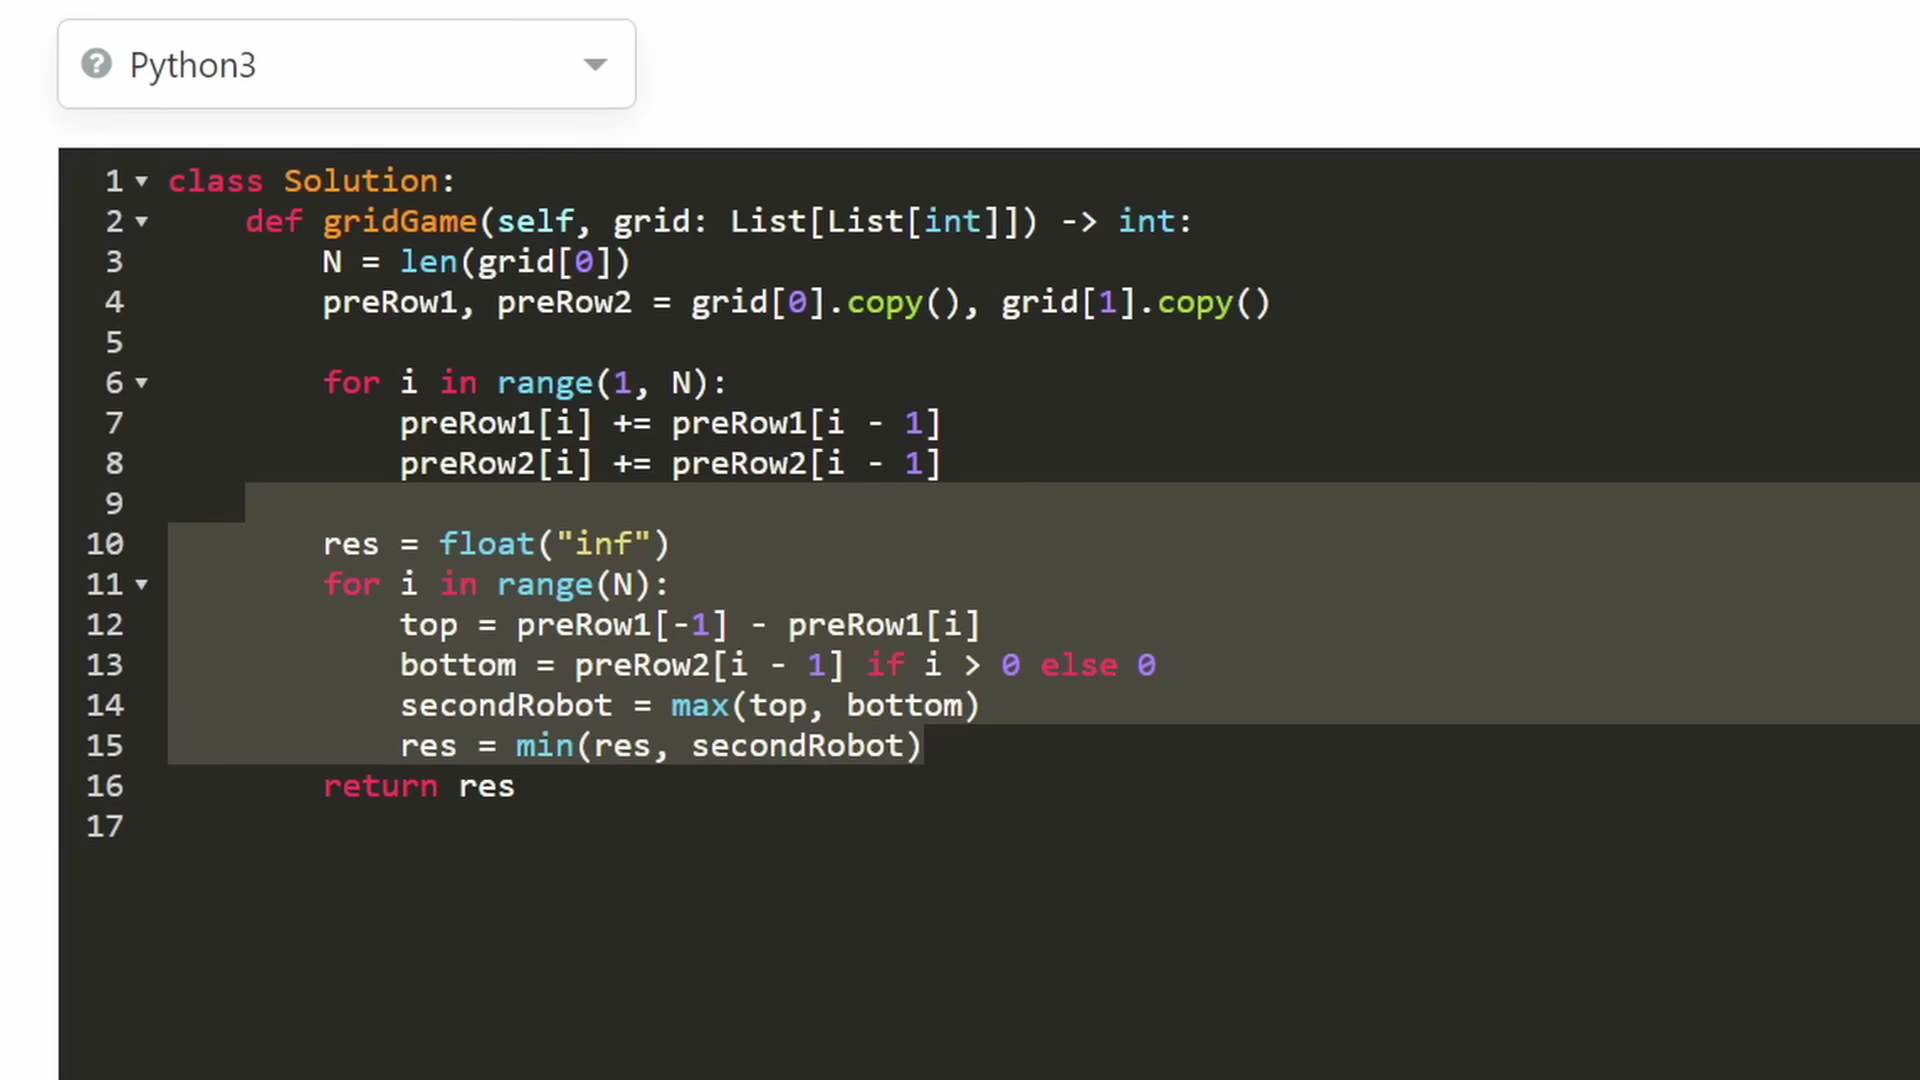 Python3
1 class Solution:
2     def gridGame(self, grid: List[List[int]]) -> int:
3         N = len(grid[0])
4         preRow1, preRow2 = grid[0].copy(), grid[1].copy()
5
6         for i in range(1, N):
7             preRow1[i] += preRow1[i - 1]
8             preRow2[i] += preRow2[i - 1]
9
10         res = float("inf")
11         for i in range(N):
12             top = preRow1[-1] - preRow1[i]
13             bottom = preRow2[i - 1] if i > 0 else 0
14             secondRobot = max(top, bottom)
15             res = min(res, secondRobot)
16         return res
17